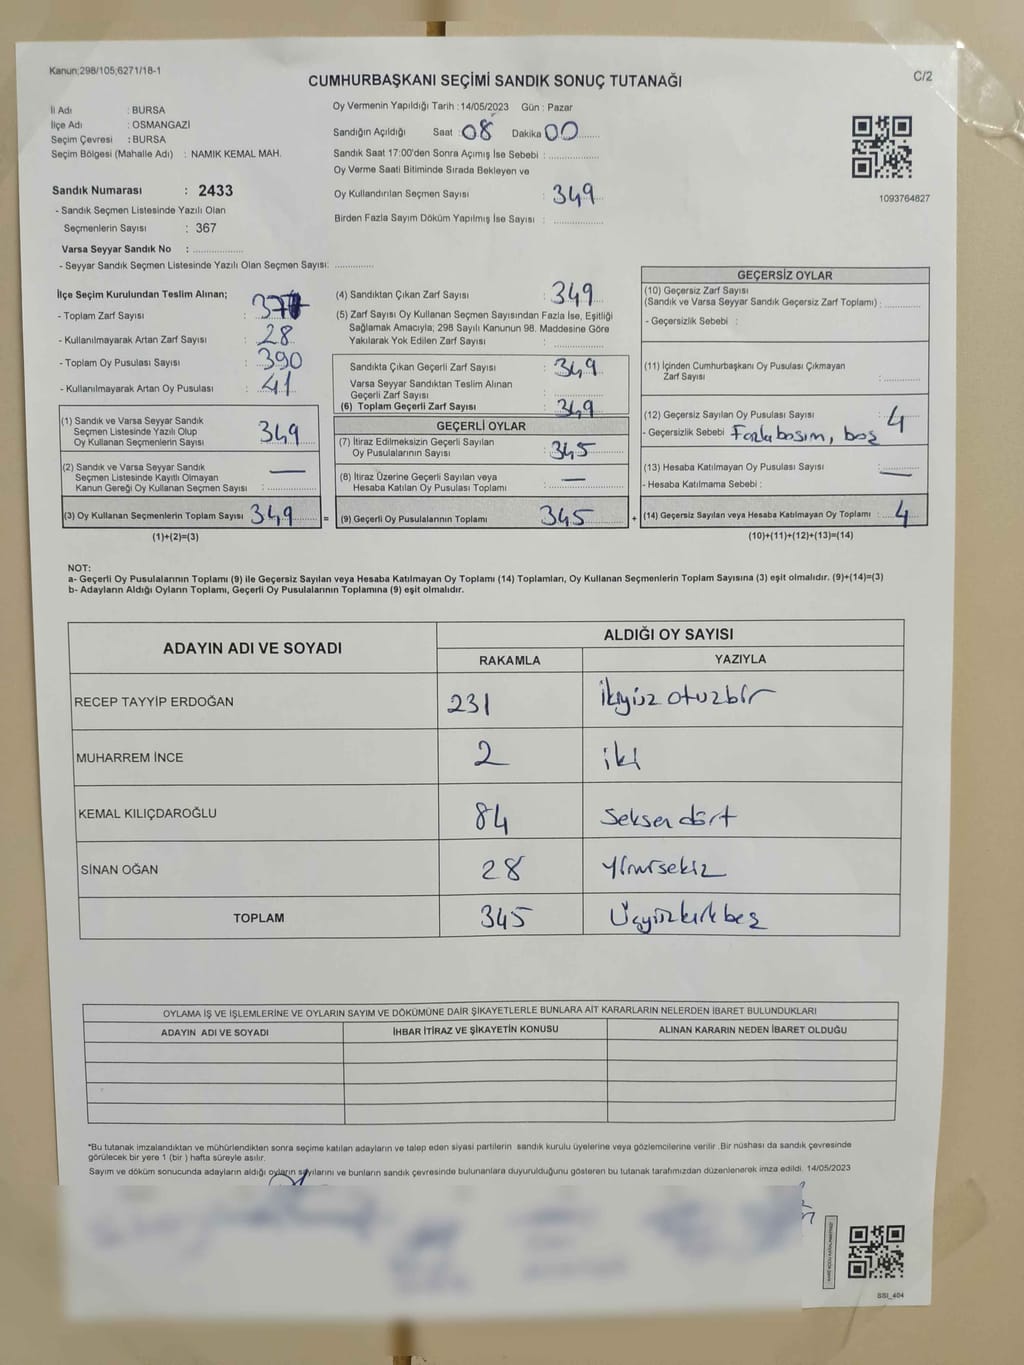 Kanun;298/105;6271/18-1
C/2
CUMHURBAŞKANI SEÇİMİ SANDIK SONUÇ TUTANAĞI
İl Adı : BURSA
İlçe Adı : OSMANGAZİ
Seçim Çevresi : BURSA
Seçim Bölgesi (Mahalle Adı) : NAMIK KEMAL MAH.
Sandık Numarası : 2433
- Sandık Seçmen Listesinde Yazılı Olan
Seçmenlerin Sayısı : 367
Varsa Seyyar Sandık No : ................
- Seyyar Sandık Seçmen Listesinde Yazılı Olan Seçmen Sayısı: .............
Oy Vermenin Yapıldığı Tarih : 14/05/2023 Gün : Pazar
Sandığın Açıldığı Saat : 08 Dakika 00
Sandık Saat 17:00'den Sonra Açımış İse Sebebi : ................
Oy Verme Saati Bitiminde Sırada Bekleyen ve
Oy Kullandırılan Seçmen Sayısı : 349
Birden Fazla Sayım Döküm Yapılmış İse Sayısı : ................
1093764827
İlçe Seçim Kurulundan Teslim Alınan;
- Toplam Zarf Sayısı :
- Kullanılmayarak Artan Zarf Sayısı : 28
- Toplam Oy Pusulası Sayısı : 390
- Kullanılmayarak Artan Oy Pusulası : 41
(1) Sandık ve Varsa Seyyar Sandık
Seçmen Listesinde Yazılı Olup
Oy Kullanan Seçmenlerin Sayısı : 349
(2) Sandık ve Varsa Seyyar Sandık
Seçmen Listesinde Kayıtlı Olmayan
Kanun Gereği Oy Kullanan Seçmen Sayısı : —
(3) Oy Kullanan Seçmenlerin Toplam Sayısı : 349 =
(1)+(2)=(3)
(4) Sandıktan Çıkan Zarf Sayısı : 349
(5) Zarf Sayısı Oy Kullanan Seçmen Sayısından Fazla İse, Eşitliği
Sağlamak Amacıyla; 298 Sayılı Kanunun 98. Maddesine Göre
Yakılarak Yok Edilen Zarf Sayısı : ................
Sandıkta Çıkan Geçerli Zarf Sayısı : 349
Varsa Seyyar Sandıktan Teslim Alınan
Geçerli Zarf Sayısı : ................
(6) Toplam Geçerli Zarf Sayısı : 349
GEÇERLİ OYLAR
(7) İtiraz Edilmeksizin Geçerli Sayılan
Oy Pusulalarının Sayısı : 345
(8) İtiraz Üzerine Geçerli Sayılan veya
Hesaba Katılan Oy Pusulası Toplamı : —
(9) Geçerli Oy Pusulalarının Toplamı 345 +
GEÇERSİZ OYLAR
(10) Geçersiz Zarf Sayısı
(Sandık ve Varsa Seyyar Sandık Geçersiz Zarf Toplamı) : ............
- Geçersizlik Sebebi :
(11) İçinden Cumhurbaşkanı Oy Pusulası Çıkmayan
Zarf Sayısı : ............
(12) Geçersiz Sayılan Oy Pusulası Sayısı : 4
- Geçersizlik Sebebi Fazla basım, boş
(13) Hesaba Katılmayan Oy Pusulası Sayısı : —
- Hesaba Katılmama Sebebi :
(14) Geçersiz Sayılan veya Hesaba Katılmayan Oy Toplamı : 4
(10)+(11)+(12)+(13)=(14)
NOT:
a- Geçerli Oy Pusulalarının Toplamı (9) ile Geçersiz Sayılan veya Hesaba Katılmayan Oy Toplamı (14) Toplamları, Oy Kullanan Seçmenlerin Toplam Sayısına (3) eşit olmalıdır. (9)+(14)=(3)
b- Adayların Aldığı Oyların Toplamı, Geçerli Oy Pusulalarının Toplamına (9) eşit olmalıdır.
ADAYIN ADI VE SOYADI
ALDIĞI OY SAYISI
RAKAMLA YAZIYLA
RECEP TAYYİP ERDOĞAN 231 ikiyüz otuzbir
MUHARREM İNCE 2 iki
KEMAL KILIÇDAROĞLU 84 seksen dört
SİNAN OĞAN 28 yirmisekiz
TOPLAM 345 Üçyüzkırkbeş
OYLAMA İŞ VE İŞLEMLERİNE VE OYLARIN SAYIM VE DÖKÜMÜNE DAİR ŞİKAYETLERLE BUNLARA AİT KARARLARIN NELERDEN İBARET BULUNDUKLARI
ADAYIN ADI VE SOYADI İHBAR İTİRAZ VE ŞİKAYETİN KONUSU ALINAN KARARIN NEDEN İBARET OLDUĞU
*Bu tutanak imzalandıktan ve mühürlendikten sonra seçime katılan adayların ve talep eden siyasi partilerin sandık kurulu üyelerine veya gözlemcilerine verilir .Bir nüshası da sandık çevresinde
görülecek bir yere 1 (bir ) hafta süreyle asılır.
Sayım ve döküm sonucunda adayların aldığı oyların sayılarını ve bunların sandık çevresinde bulunanlara duyurulduğunu gösteren bu tutanak tarafımızdan düzenlenerek imza edildi. 14/05/2023
SSI_404